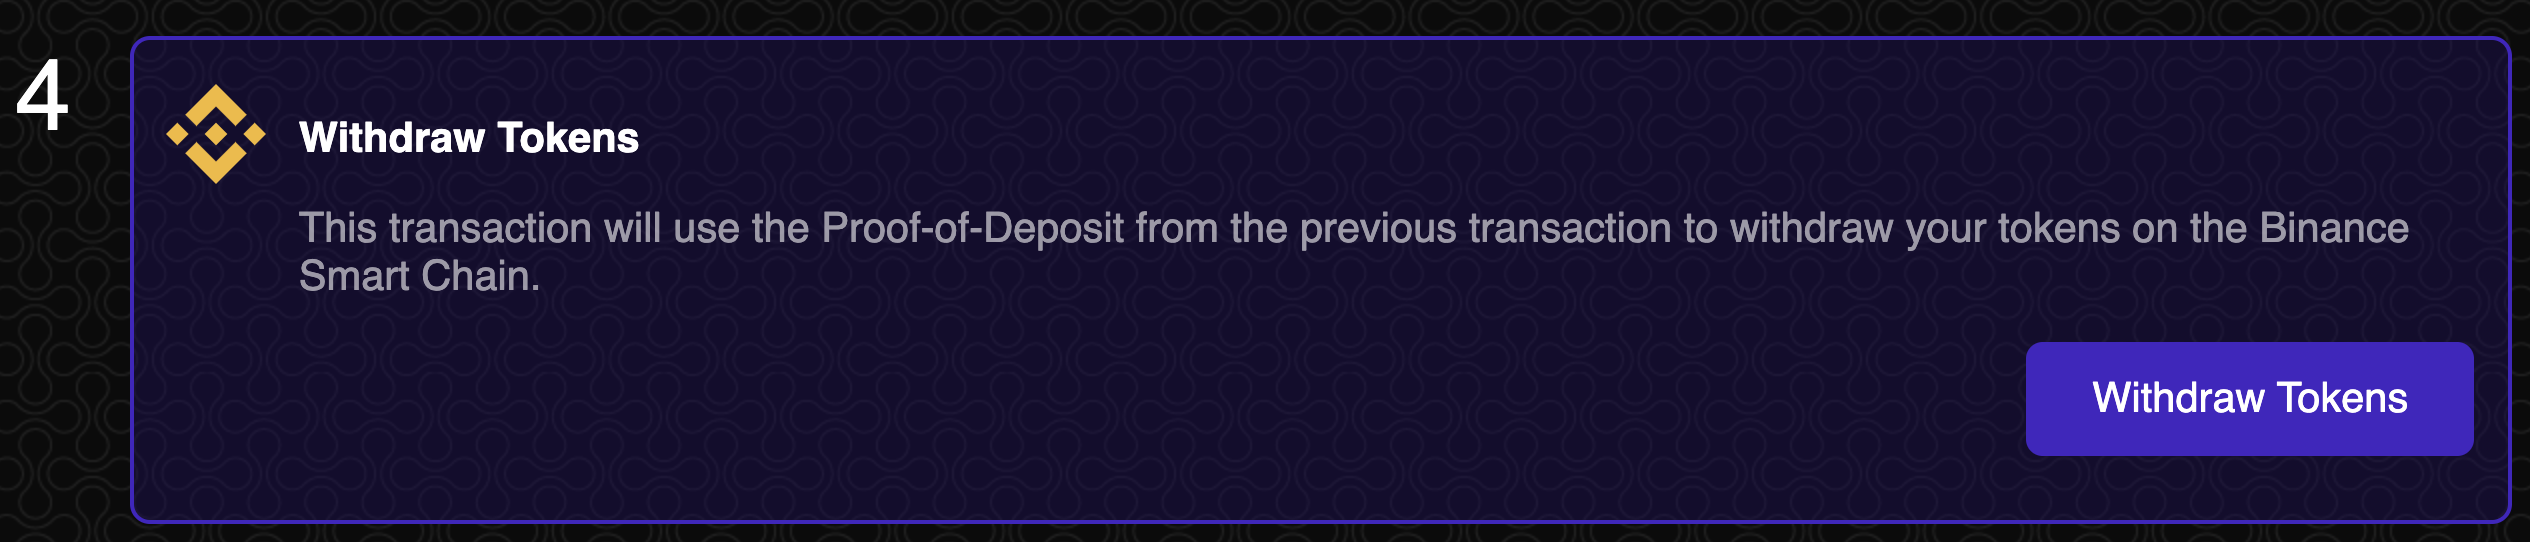 4
Withdraw Tokens
This transaction will use the Proof-of-Deposit from the previous transaction to withdraw your tokens on the Binance
Smart Chain.
Withdraw Tokens